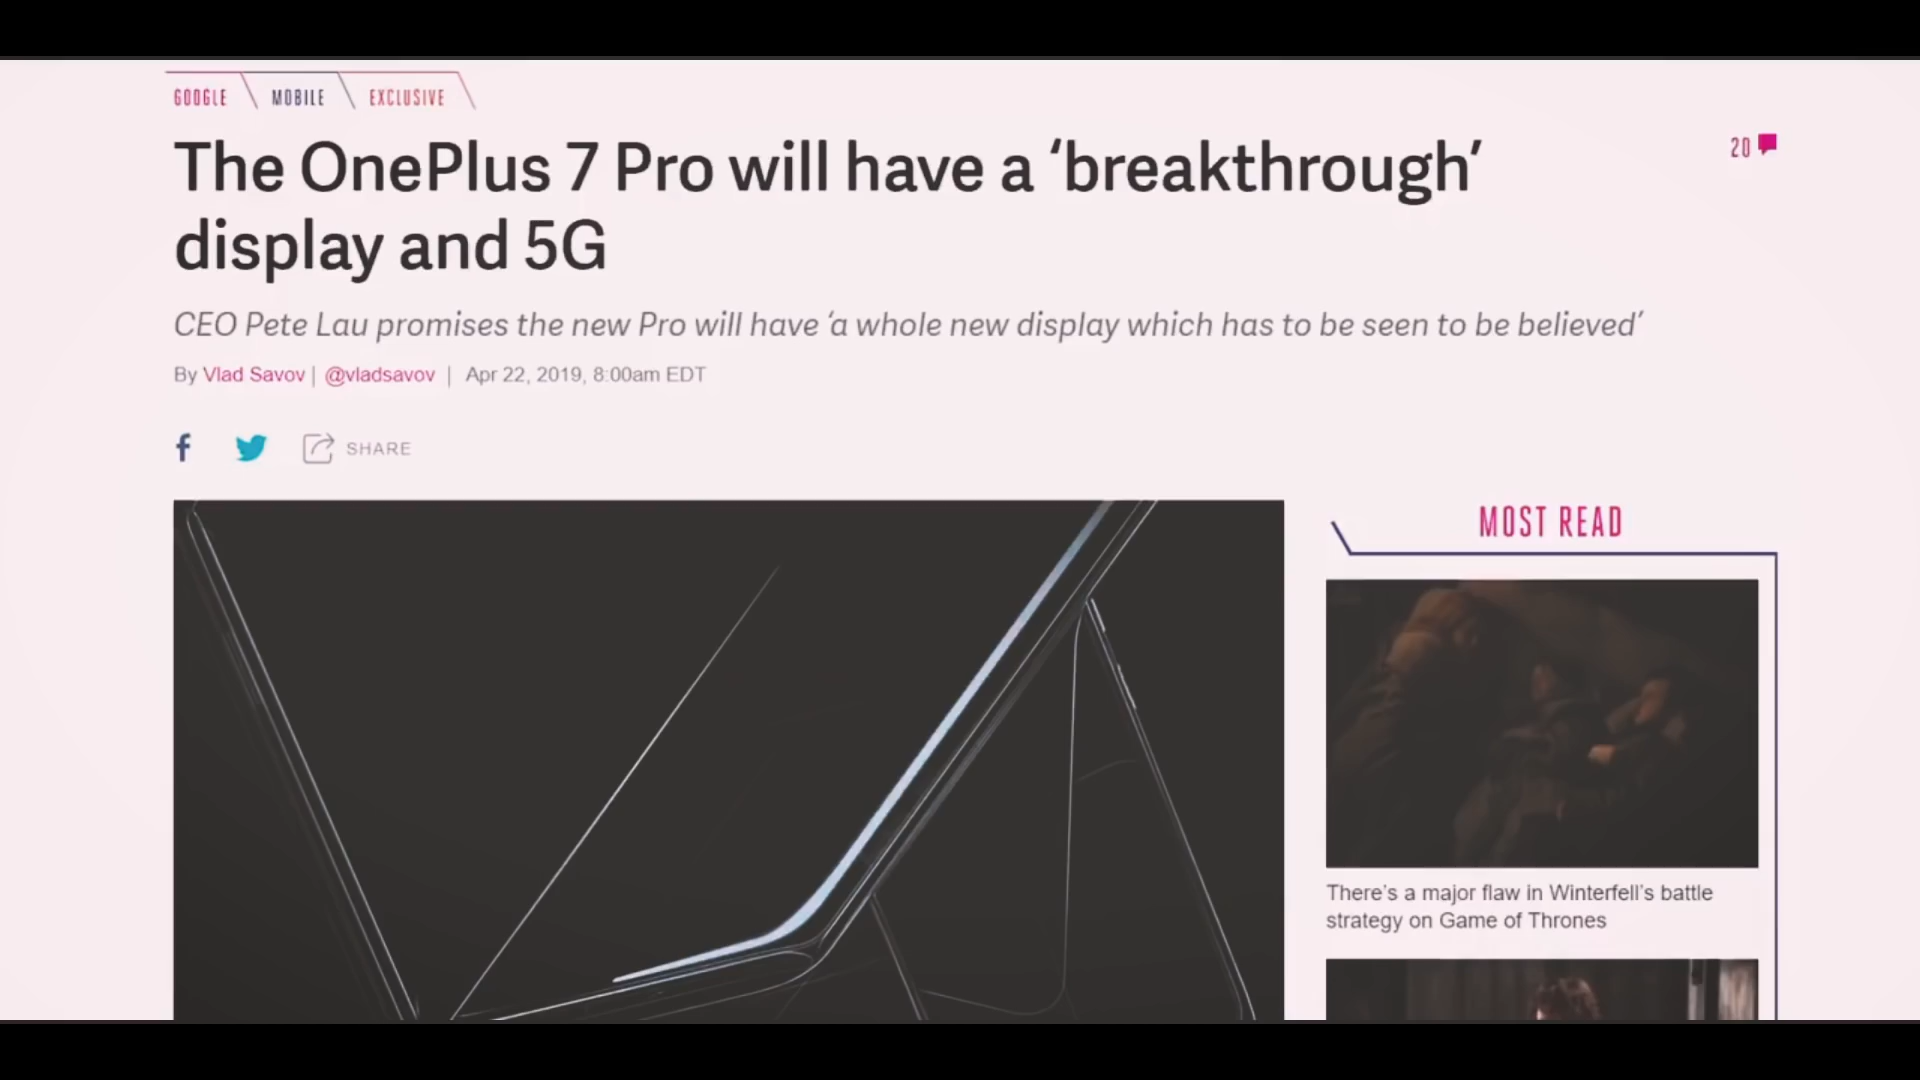 GOOGLE MOBILE EXCLUSIVE
The OnePlus 7 Pro will have a ‘breakthrough’
display and 5G
20
CEO Pete Lau promises the new Pro will have ‘a whole new display which has to be seen to be believed’
By Vlad Savov | @vladsavov | Apr 22, 2019, 8:00am EDT
SHARE
MOST READ
There’s a major flaw in Winterfell’s battle
strategy on Game of Thrones